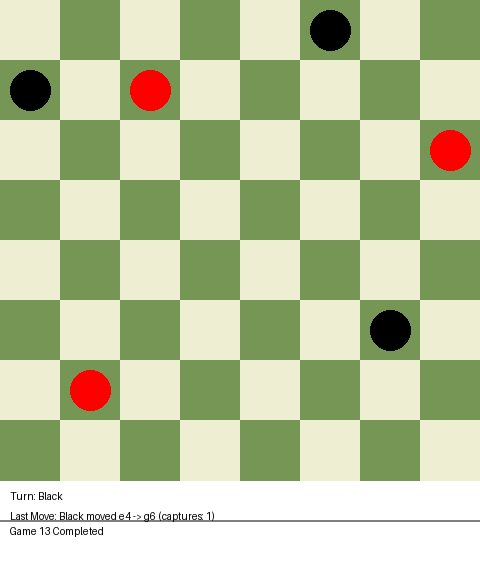 Turn: Black
Last Move: Black moved e4 -> g6 (captures: 1)
Game 13 Completed